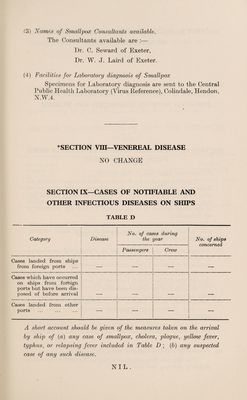 (3) Names of Smallpox Consultants available.
The Consultants available are :—
Dr. C. Seward of Exeter,
Dr. W. J. Laird of Exeter.
(4) Facilities for Laboratory diagnosis of Smallpox
Specimens for Laboratory diagnosis are sent to the Central
Public Health Laboratory (Virus Reference), Colindale, Hendon,
N.W.4.
*SECTION VIII—VENEREAL DISEASE
NO CHANGE
SECTION IX—CASES OF NOTIFIABLE AND
OTHER INFECTIOUS DISEASES ON SHIPS
TABLE D
Category Disease No. of cases during the year No. of ships concerned
Passengers Crew
Cases landed from ships
from foreign ports ... — — — —
Cases which have occurred
on ships from foreign
ports but have been dis-
posed of before arrival — — — —
Cases landed from other
ports ... ... — — — —
A short account should be given of the measures taken on the arrival
by ship of (a) any case of smallpox, cholera, plague, yellow fever,
typhus, or relapsing fever included in Table D; (b) any suspected
case of any such disease.
NIL.